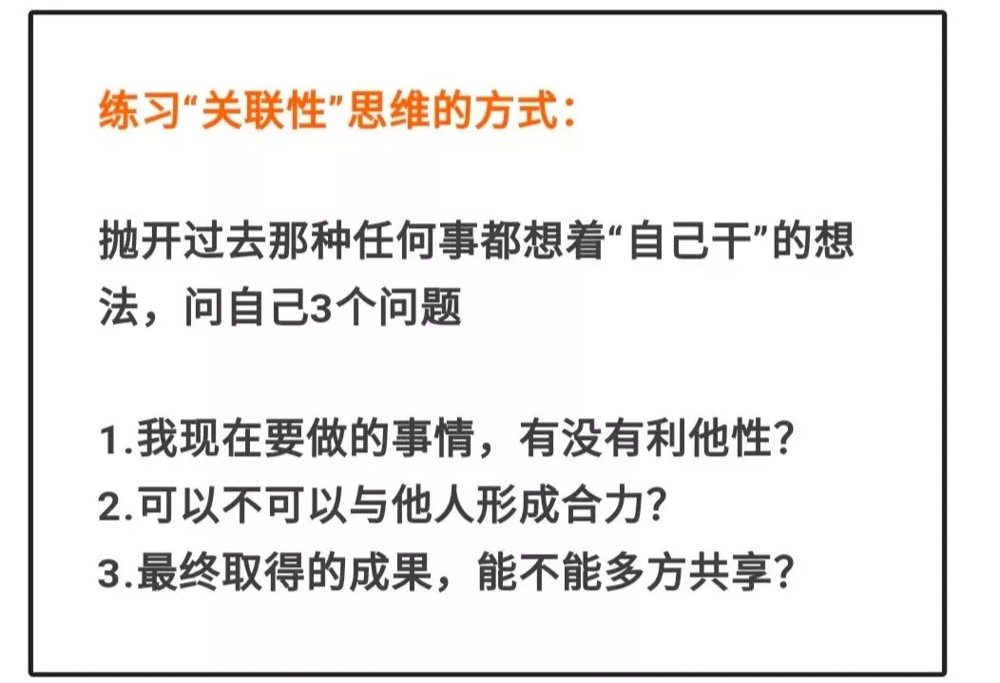 练习“关联性”思维的方式：
抛开过去那种任何事都想着“自己干”的想
法，问自己3个问题
1.我现在要做的事情，有没有利他性？
2.可以不可以与他人形成合力？
3.最终取得的成果，能不能多方共享？